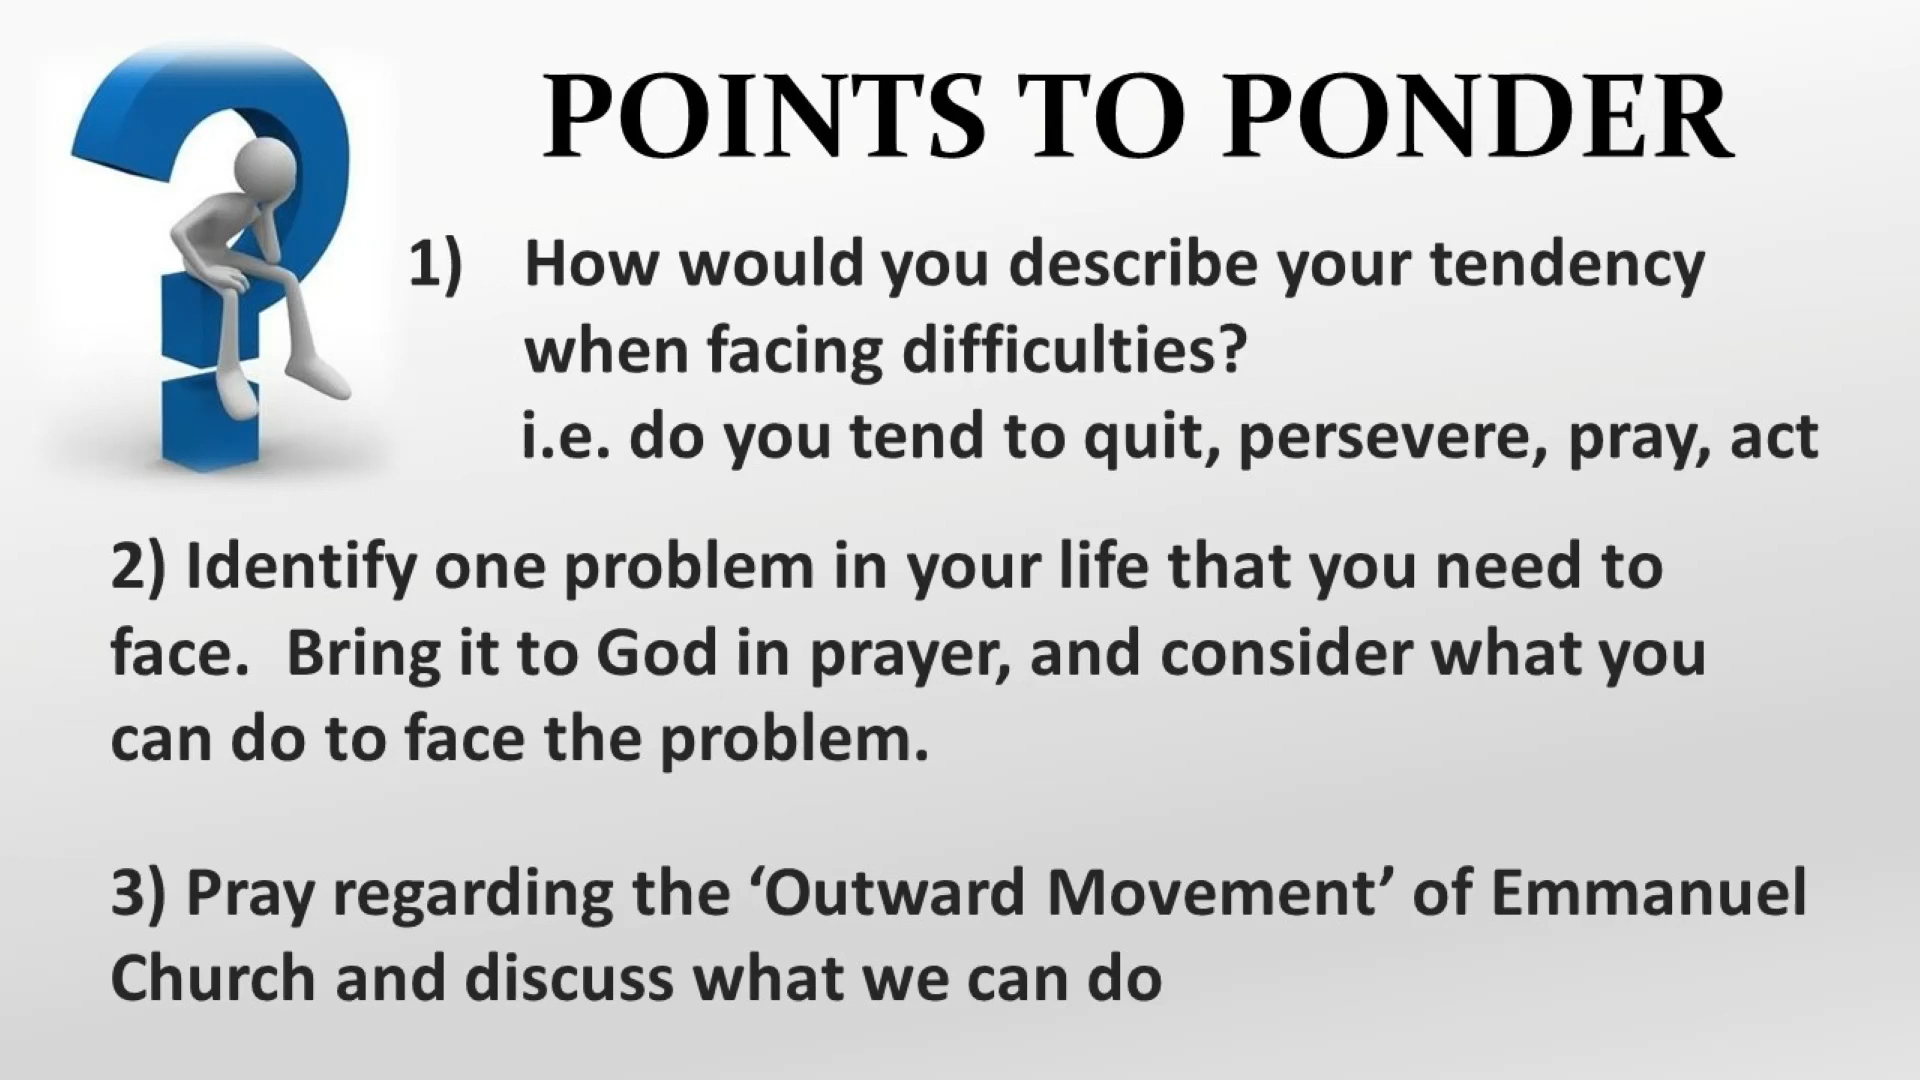 POINTS TO PONDER
1) How would you describe your tendency
when facing difficulties?
i.e. do you tend to quit, persevere, pray, act
2) Identify one problem in your life that you need to
face.  Bring it to God in prayer, and consider what you
can do to face the problem.
3) Pray regarding the ‘Outward Movement’ of Emmanuel
Church and discuss what we can do